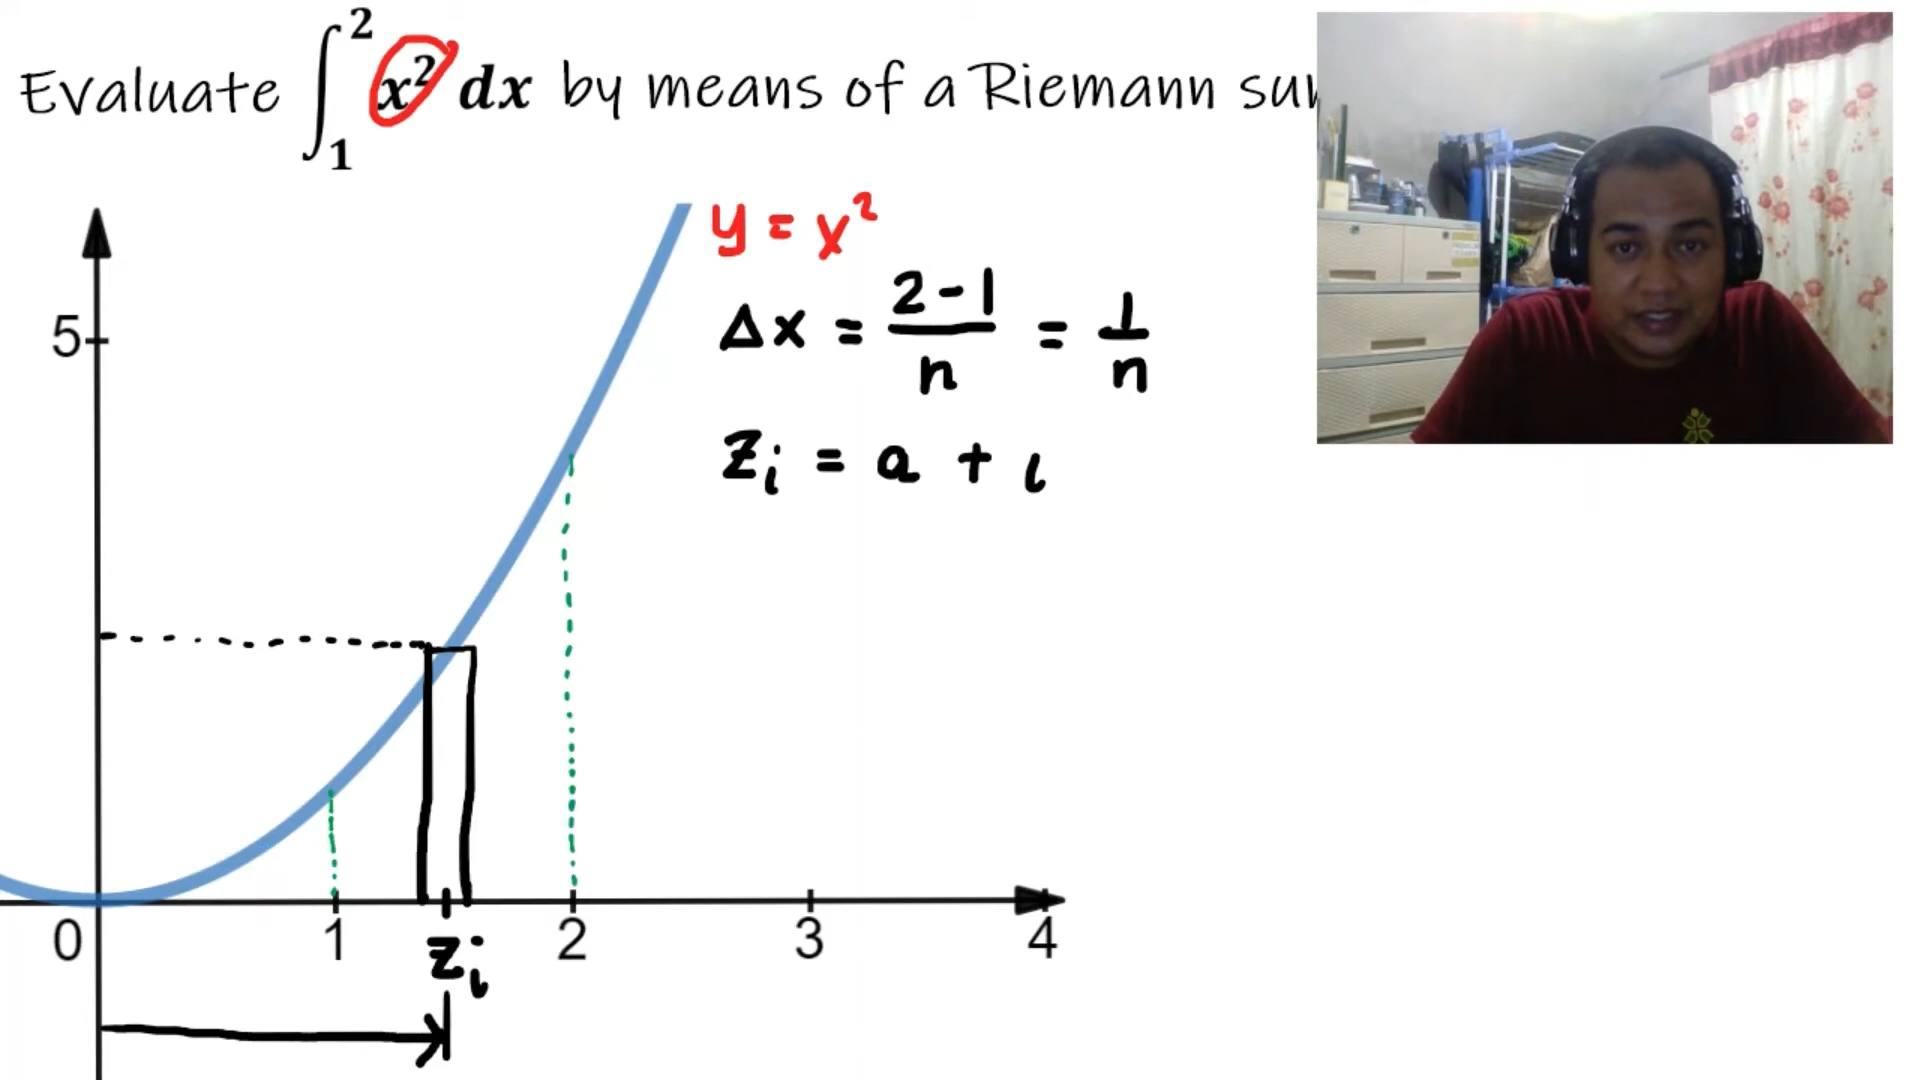 Evaluate ∫₁² x² dx by means of a Riemann
y = x²
Δx = 2-1/n = 1/n
zᵢ = a + i
5
0 1 2 3 4
zᵢ